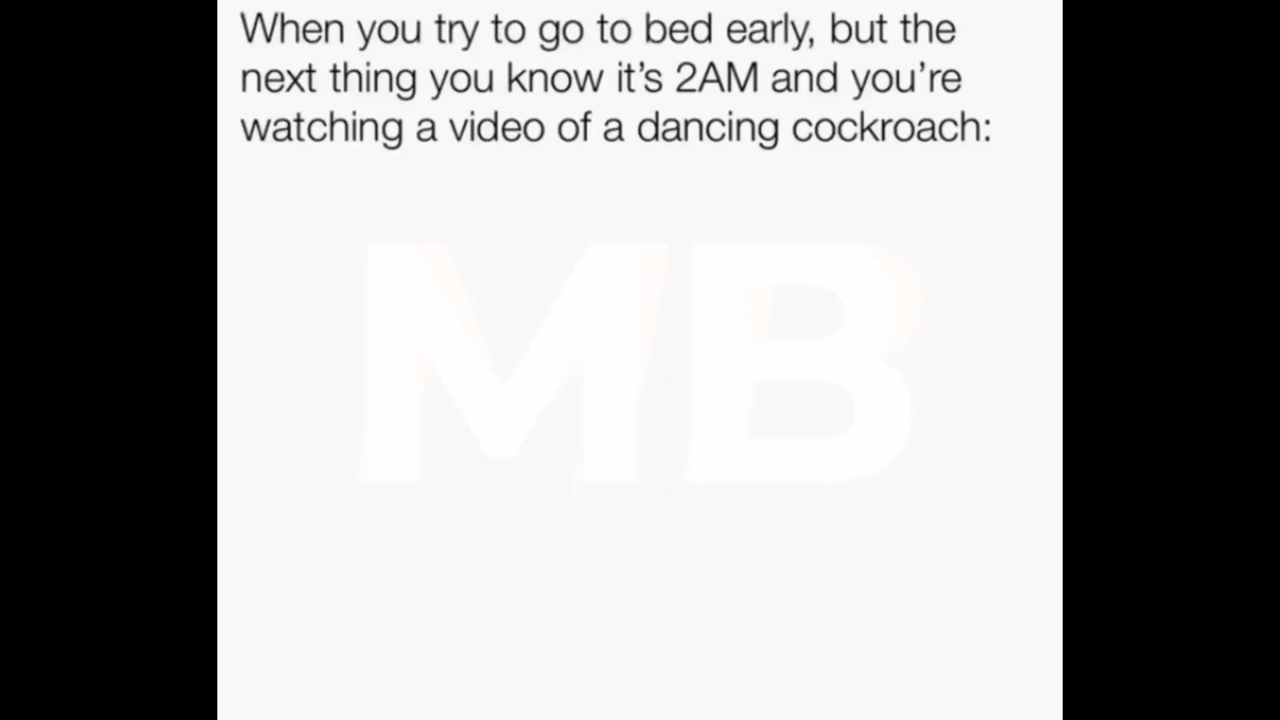 When you try to go to bed early, but the
next thing you know it’s 2AM and you’re
watching a video of a dancing cockroach:
MB